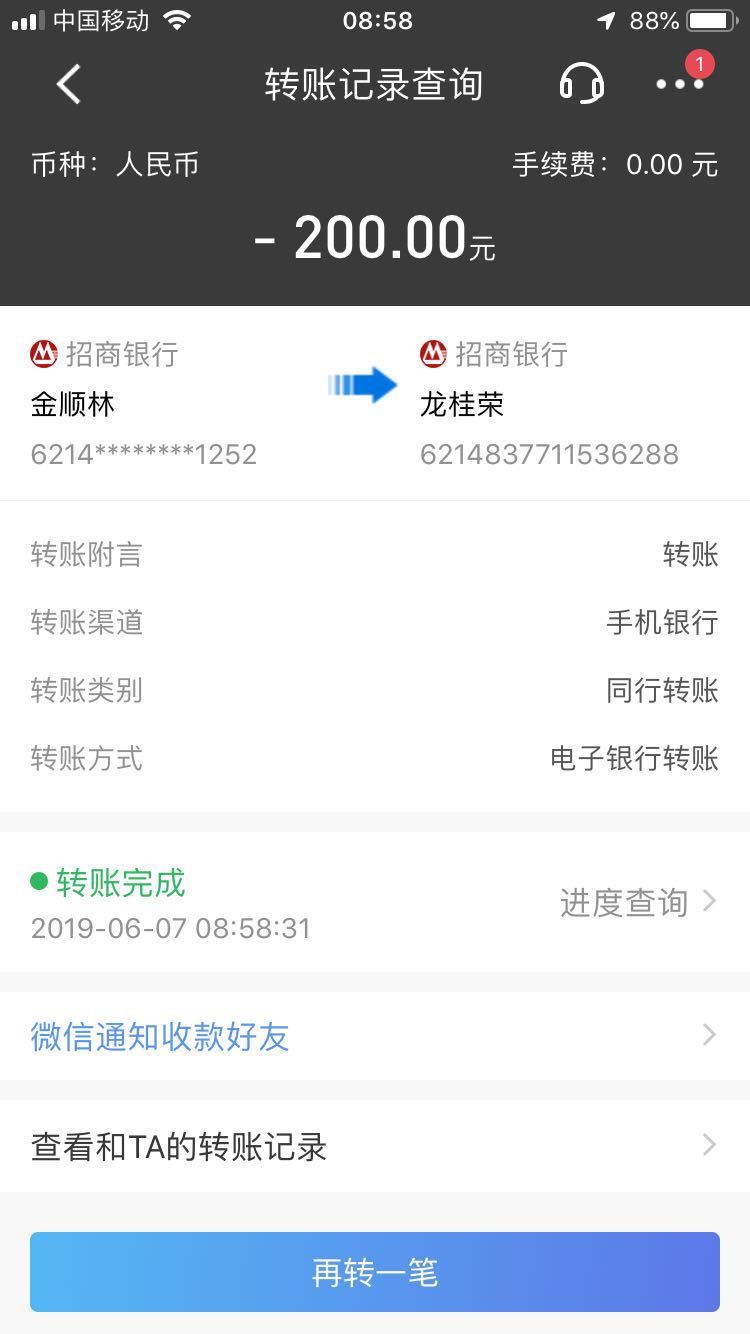 中国移动 08:58 88%
转账记录查询 1
币种：人民币 手续费：0.00 元
- 200.00元
招商银行 招商银行
金顺林 龙桂荣
6214********1252 6214837711536288
转账附言 转账
转账渠道 手机银行
转账类别 同行转账
转账方式 电子银行转账
转账完成
进度查询
2019-06-07 08:58:31
微信通知收款好友
查看和TA的转账记录
再转一笔